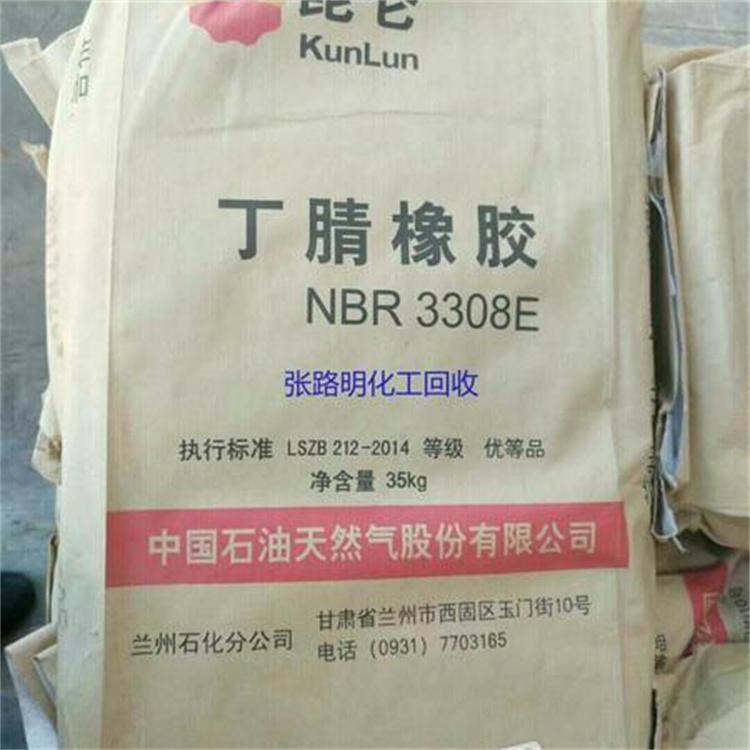 昆仑
KunLun
丁腈橡胶
NBR 3308E
张路明化工回收
执行标准 LSZB 212-2014 等级 优等品
净含量 35kg
中国石油天然气股份有限公司
兰州石化分公司
甘肃省兰州市西固区玉门街10号
电话 (0931) 7703165